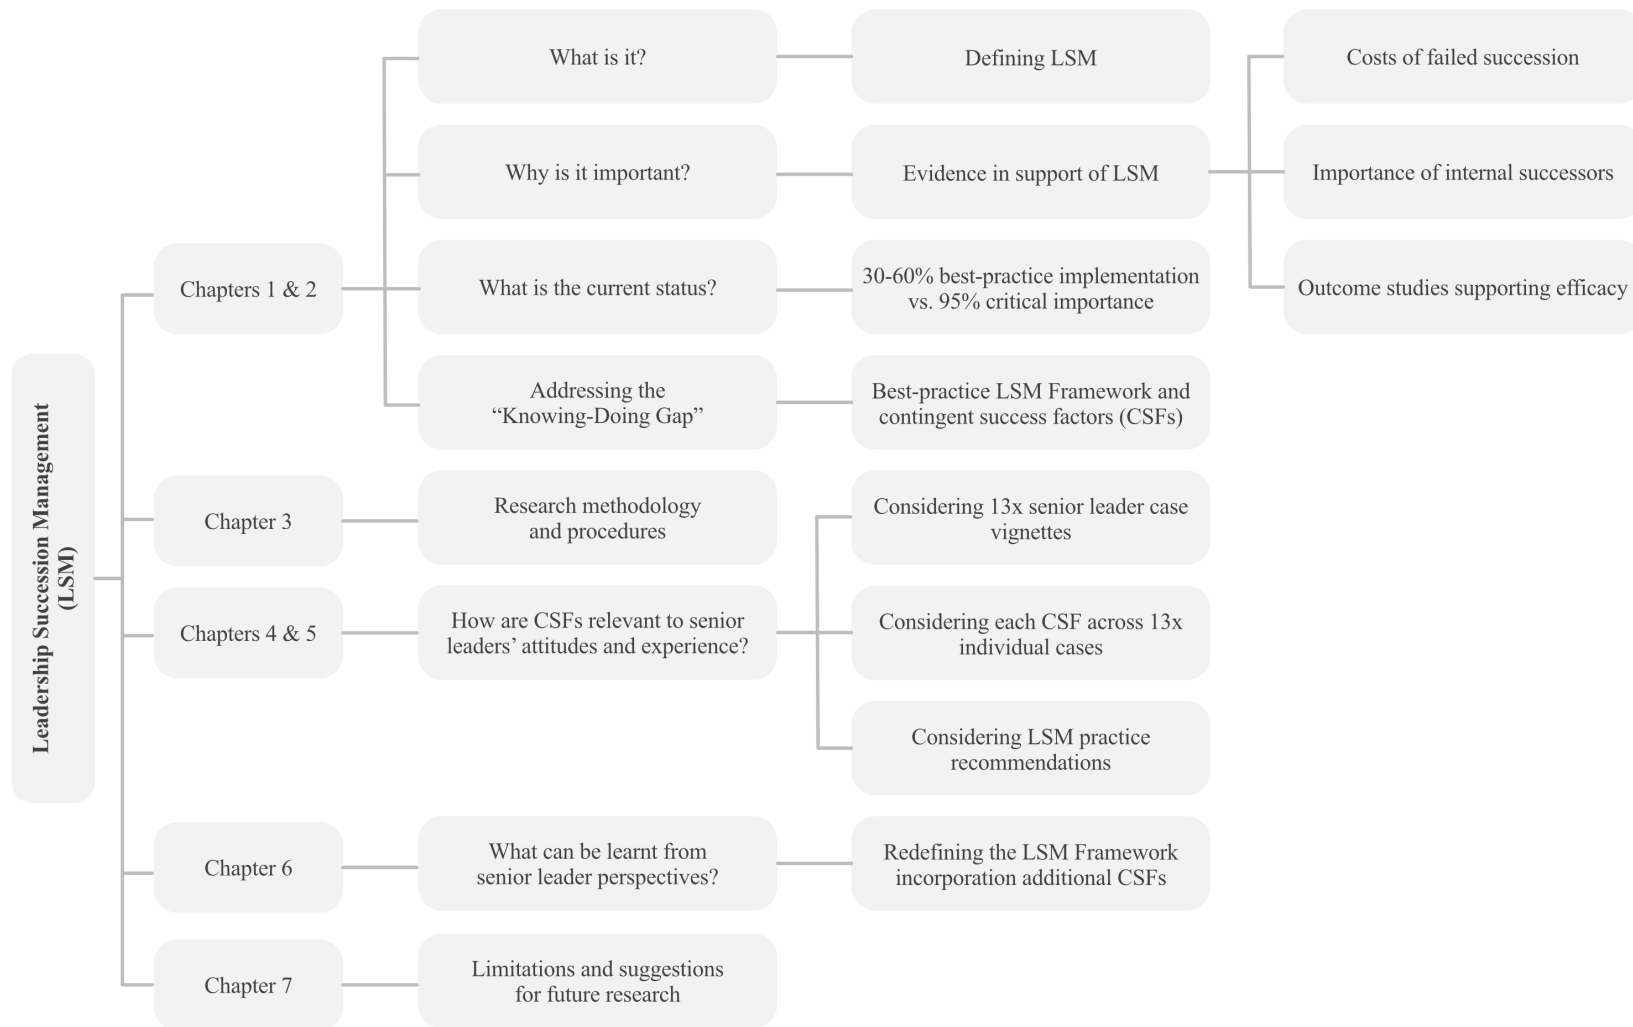 Leadership Succession Management
(LSM)
Chapters 1 & 2
What is it?
Defining LSM
Why is it important?
Evidence in support of LSM
Costs of failed succession
Importance of internal successors
Outcome studies supporting efficacy
What is the current status?
30-60% best-practice implementation
vs. 95% critical importance
Addressing the
“Knowing-Doing Gap”
Best-practice LSM Framework and
contingent success factors (CSFs)
Chapter 3
Research methodology
and procedures
Chapters 4 & 5
How are CSFs relevant to senior
leaders’ attitudes and experience?
Considering 13x senior leader case
vignettes
Considering each CSF across 13x
individual cases
Considering LSM practice
recommendations
Chapter 6
What can be learnt from
senior leader perspectives?
Redefining the LSM Framework
incorporation additional CSFs
Chapter 7
Limitations and suggestions
for future research